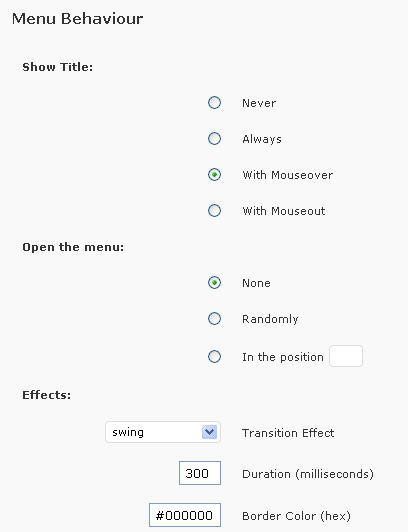 Menu Behaviour
Show Title:
Never
Always
With Mouseover
With Mouseout
Open the menu:
None
Randomly
In the position
Effects:
swing Transition Effect
300 Duration (milliseconds)
#000000 Border Color (hex)